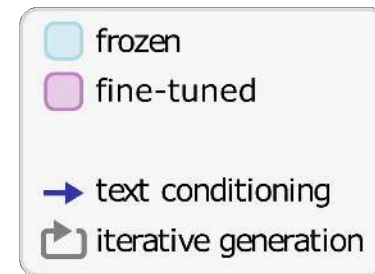 frozen
fine-tuned
text conditioning
iterative generation